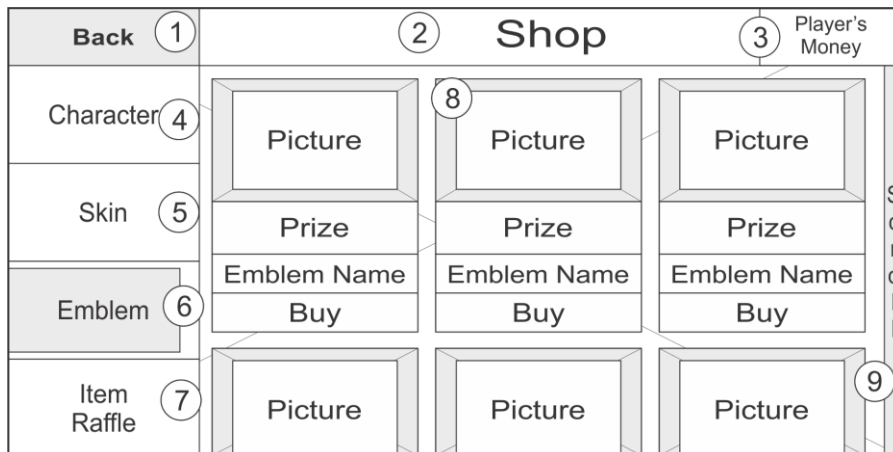 Back 1 2 Shop 3 Player's
Money
Character 4
Skin 5
Emblem 6
Item
Raffle 7
8
Picture Picture Picture
Prize Prize Prize
Emblem Name Emblem Name Emblem Name
Buy Buy Buy
9
Picture Picture Picture